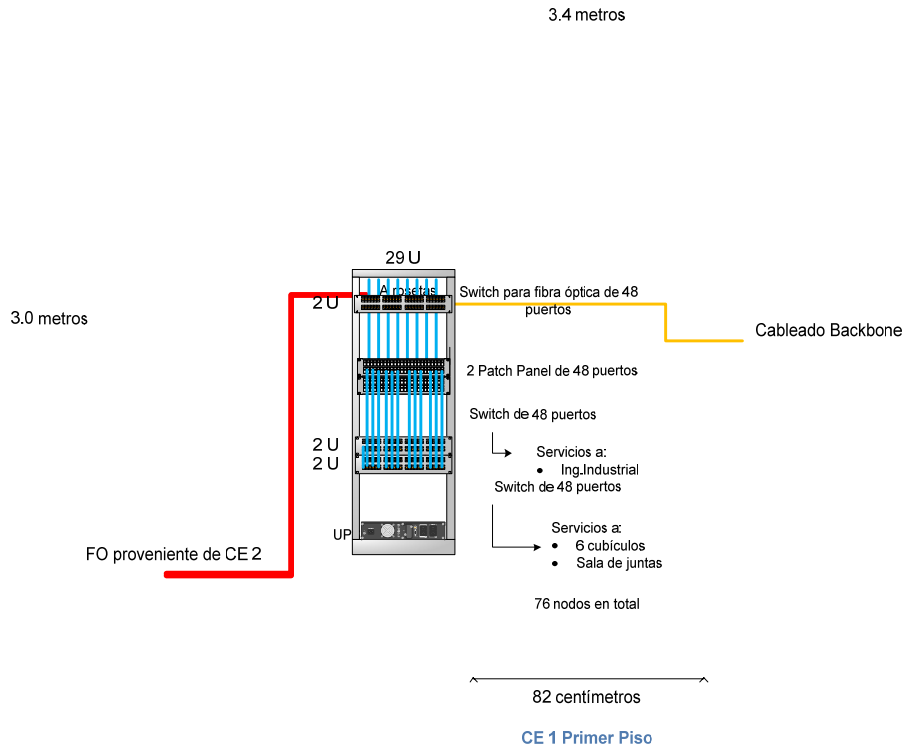 3.4 metros
29 U
A rosetas
2 U
Switch para fibra óptica de 48
puertos
3.0 metros
Cableado Backbone
2 Patch Panel de 48 puertos
Switch de 48 puertos
2 U
2 U
Servicios a:
• Ing.Industrial
Switch de 48 puertos
UP
Servicios a:
• 6 cubículos
• Sala de juntas
FO proveniente de CE 2
76 nodos en total
82 centímetros
CE 1 Primer Piso